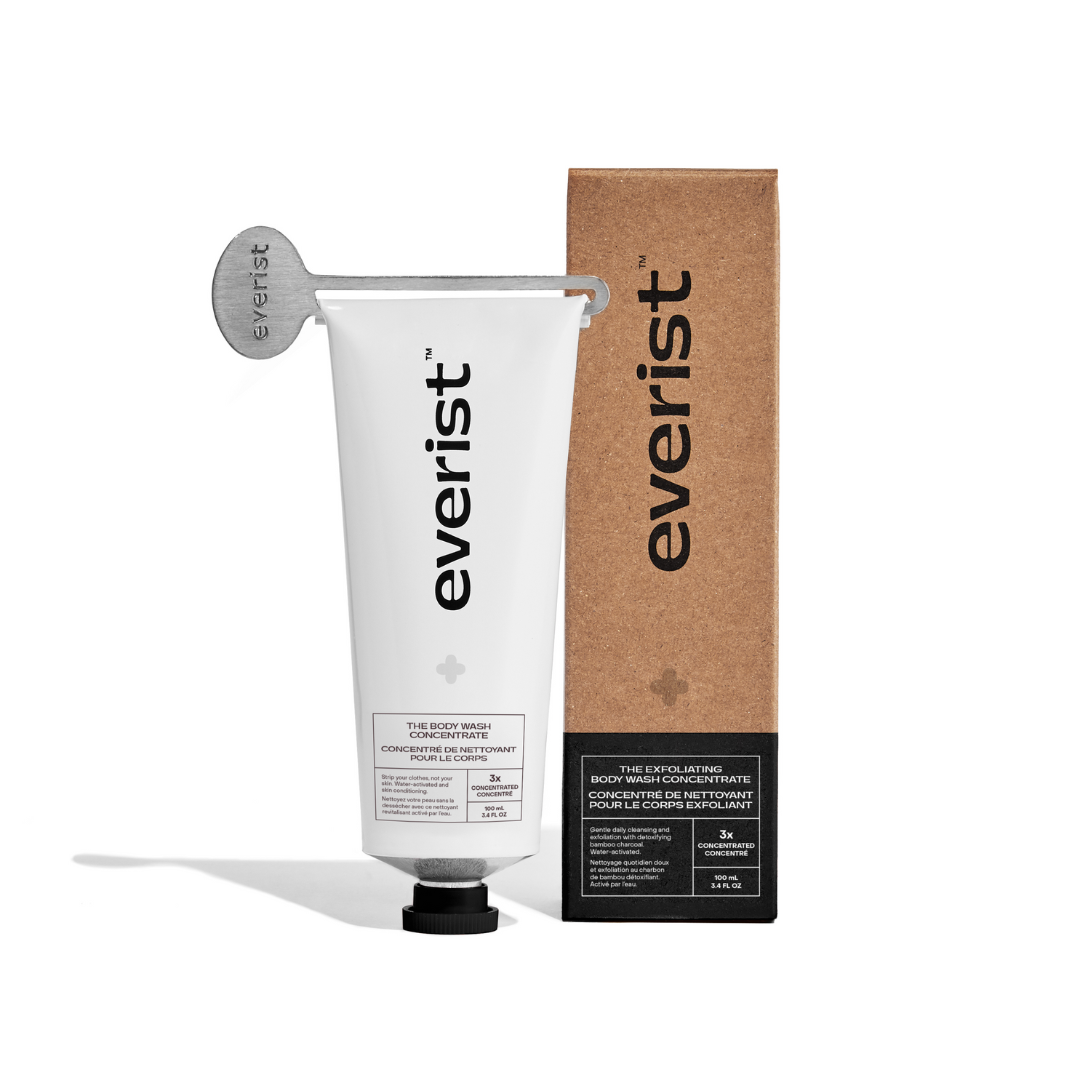 everist
everist™
THE BODY WASH
CONCENTRATE
CONCENTRÉ DE NETTOYANT
POUR LE CORPS
Strip your clothes, not your
skin. Water-activated and
skin conditioning.
Nettoyez votre peau sans la
dessécher avec ce nettoyant
revitalisant activé par l'eau.
3x
CONCENTRATED
CONCENTRÉ
100 mL
3.4 FL OZ
everist™
THE EXFOLIATING
BODY WASH CONCENTRATE
CONCENTRÉ DE NETTOYANT
POUR LE CORPS EXFOLIANT
Gentle daily cleansing and
exfoliation with detoxifying
bamboo charcoal.
Water-activated.
Nettoyage quotidien doux
et exfoliation au charbon
de bambou détoxifiant.
Activé par l'eau.
3x
CONCENTRATED
CONCENTRÉ
100 mL
3.4 FL OZ